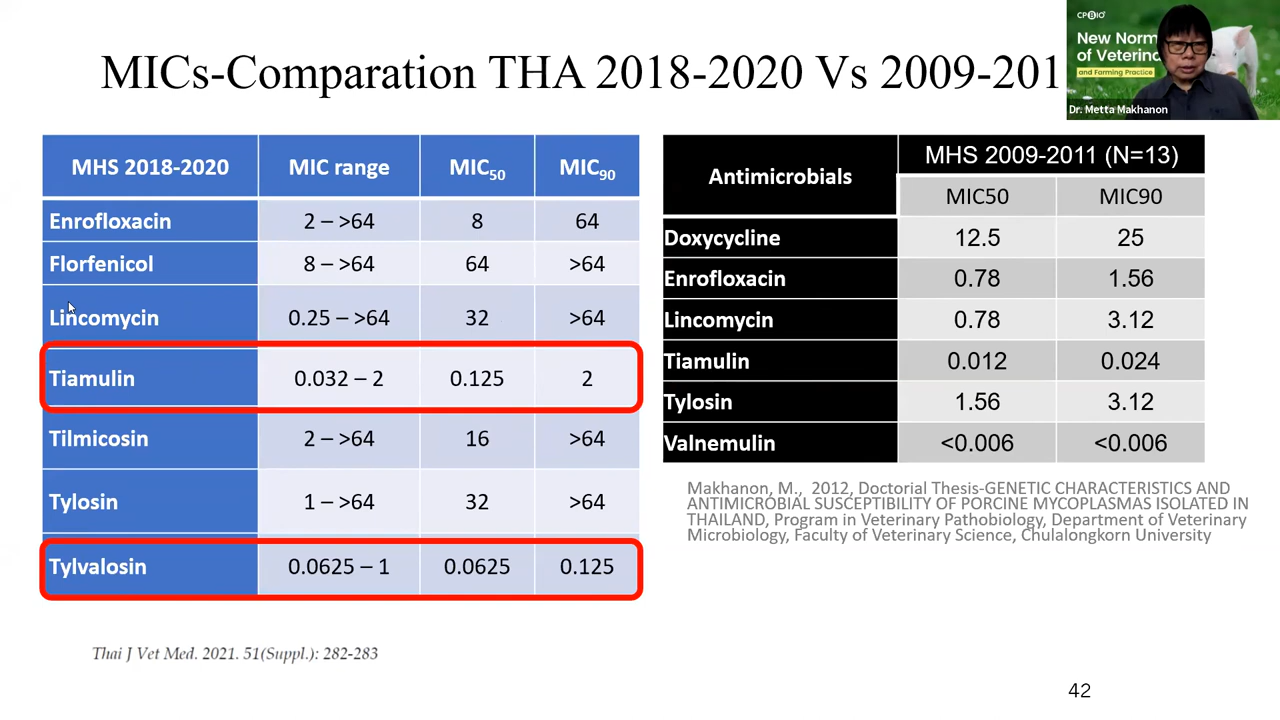 CPBIO
New Norm
of Veterin
and Farming Practice
Dr. Metta Makhanon
MICs-Comparation THA 2018-2020 Vs 2009-201
MHS 2018-2020 MIC range MIC50 MIC90
Enrofloxacin 2 – >64 8 64
Florfenicol 8 – >64 64 >64
Lincomycin 0.25 – >64 32 >64
Tiamulin 0.032 – 2 0.125 2
Tilmicosin 2 – >64 16 >64
Tylosin 1 – >64 32 >64
Tylvalosin 0.0625 – 1 0.0625 0.125
Thai J Vet Med. 2021. 51(Suppl.): 282-283
Antimicrobials MHS 2009-2011 (N=13)
MIC50 MIC90
Doxycycline 12.5 25
Enrofloxacin 0.78 1.56
Lincomycin 0.78 3.12
Tiamulin 0.012 0.024
Tylosin 1.56 3.12
Valnemulin <0.006 <0.006
Makhanon, M., 2012, Doctorial Thesis-GENETIC CHARACTERISTICS AND
ANTIMICROBIAL SUSCEPTIBILITY OF PORCINE MYCOPLASMAS ISOLATED IN
THAILAND, Program in Veterinary Pathobiology, Department of Veterinary
Microbiology, Faculty of Veterinary Science, Chulalongkorn University
42